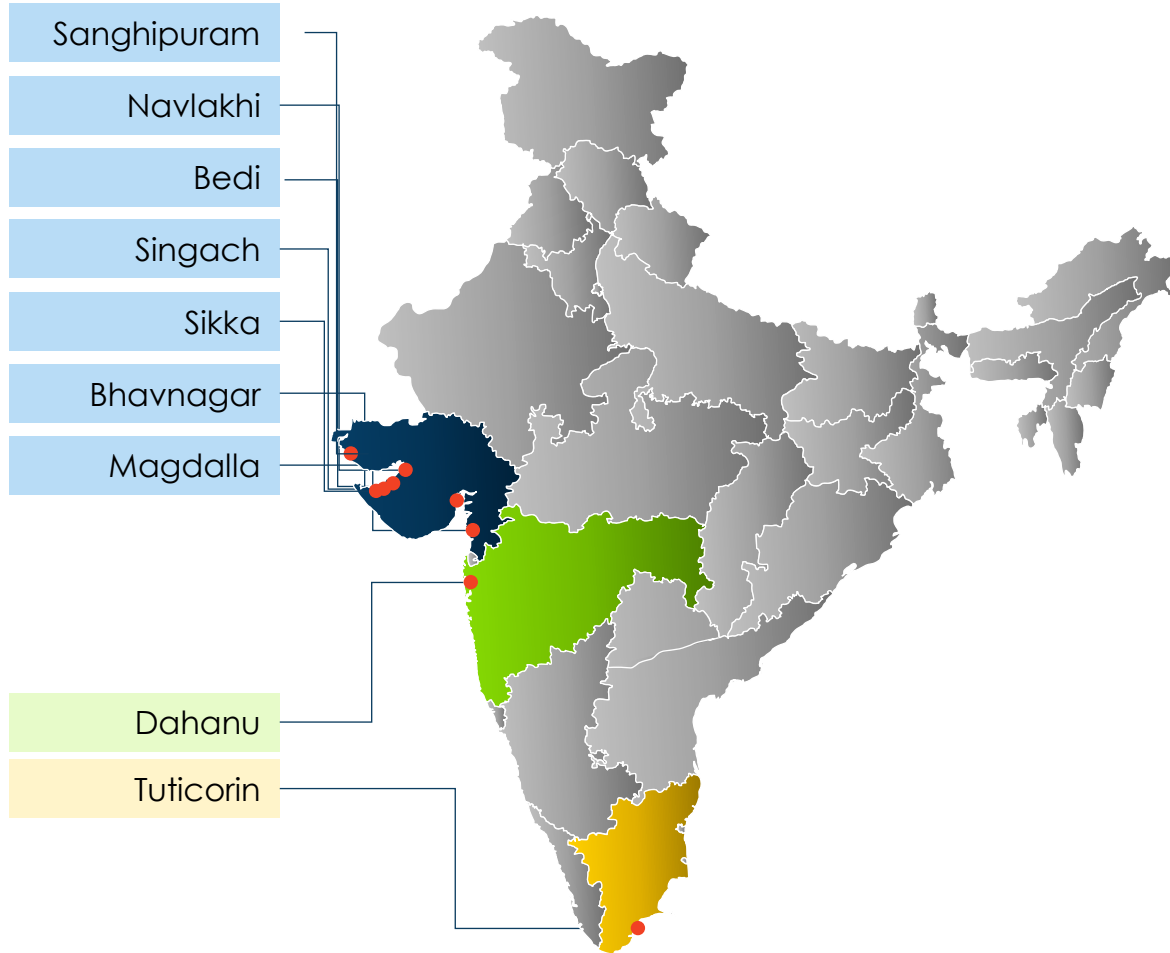 Sanghipuram
Navlakhi
Bedi
Singach
Sikka
Bhavnagar
Magdalla
Dahanu
Tuticorin